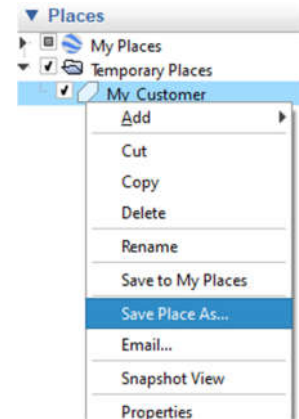 Places
My Places
Temporary Places
My Customer
Add
Cut
Copy
Delete
Rename
Save to My Places
Save Place As...
Email...
Snapshot View
Properties